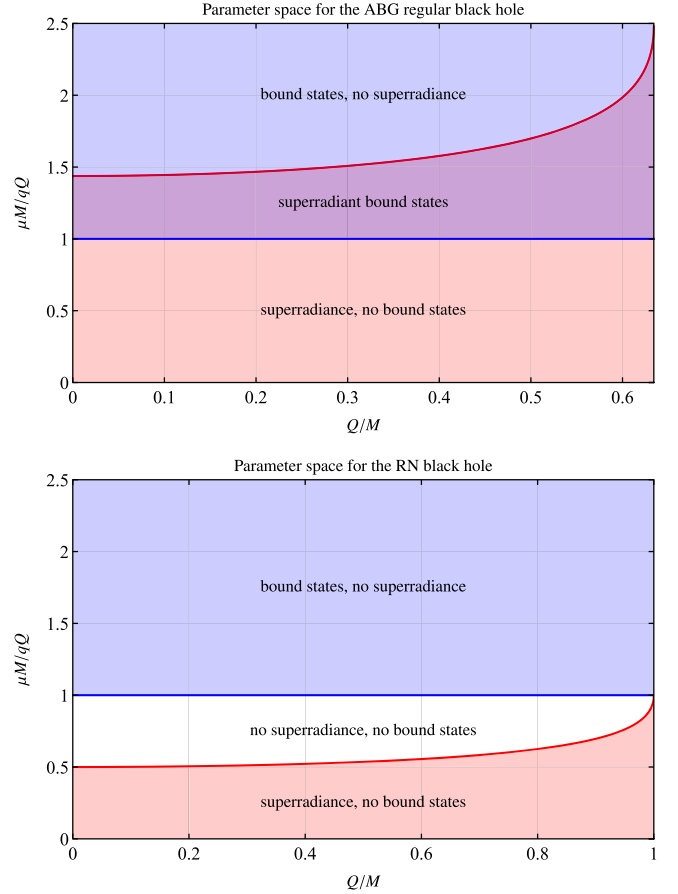 Parameter space for the ABG regular black hole
2.5
bound states, no superradiance
2
1.5
superradiant bound states
μM/qQ
1
superradiance, no bound states
0.5
0
0 0.1 0.2 0.3 0.4 0.5 0.6
Q/M
Parameter space for the RN black hole
2.5
2
bound states, no superradiance
1.5
μM/qQ
1
no superradiance, no bound states
0.5
superradiance, no bound states
0
0 0.2 0.4 0.6 0.8 1
Q/M